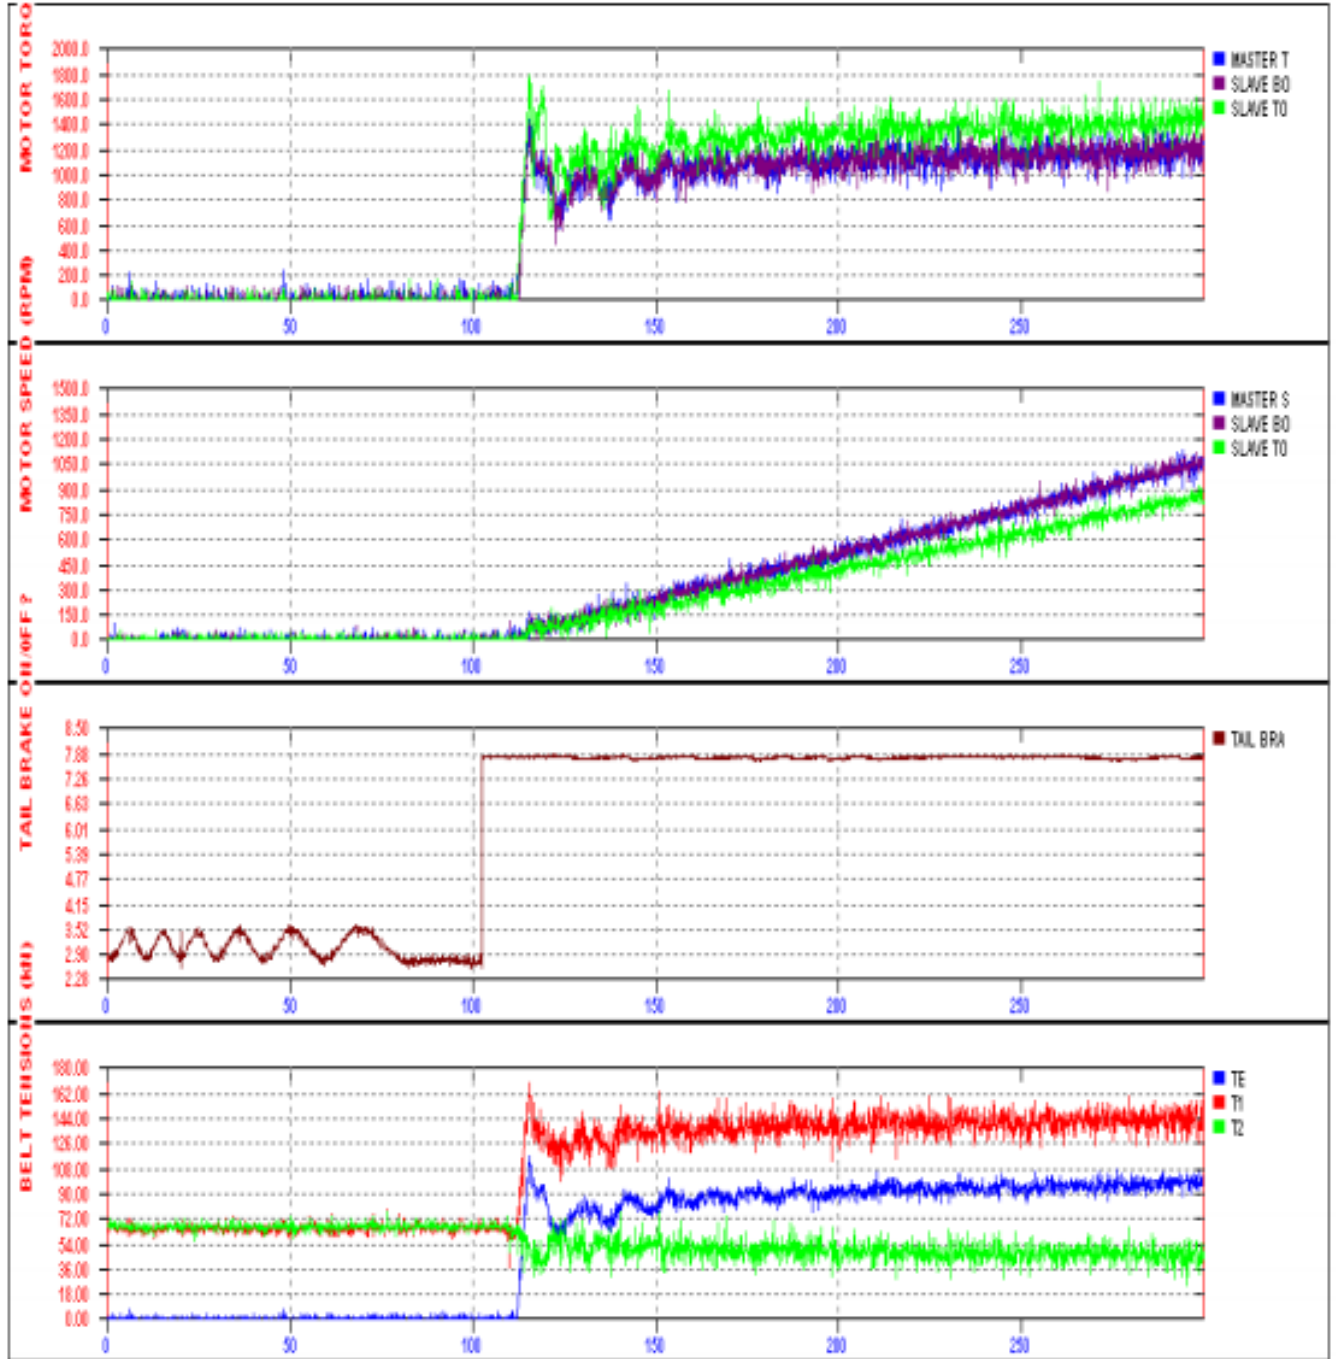 MOTOR TORQ
2000.0
1800.0
1600.0
1400.0
1200.0
1000.0
800.0
600.0
400.0
200.0
0.0
0 50 100 150 200 250
MASTER T
SLAVE BO
SLAVE TO
MOTOR SPEED (RPM)
1500.0
1350.0
1200.0
1050.0
900.0
750.0
600.0
450.0
300.0
150.0
0.0
0 50 100 150 200 250
MASTER S
SLAVE BO
SLAVE TO
TAIL BRAKE ON/OFF?
8.50
7.88
7.26
6.63
6.01
5.39
4.77
4.15
3.52
2.90
2.28
0 50 100 150 200 250
TAIL BRA
BELT TENSIONS (kN)
180.00
162.00
144.00
126.00
108.00
90.00
72.00
54.00
36.00
18.00
0.00
0 50 100 150 200 250
TE
T1
T2